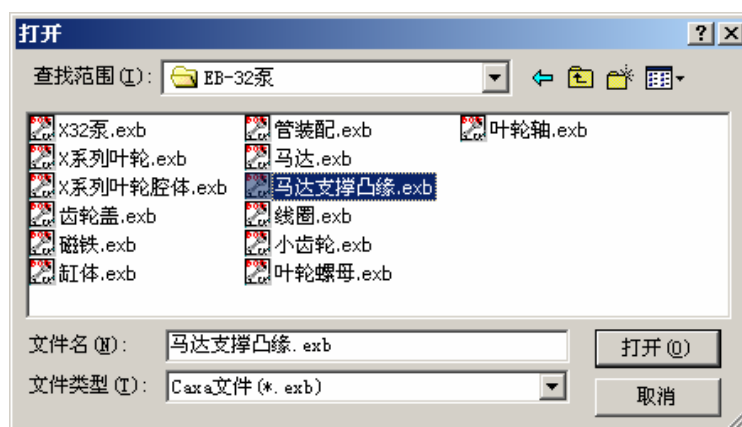 打开
查找范围(I): EB-32泵
X32泵.exb 管装配.exb 叶轮轴.exb
X系列叶轮.exb 马达.exb
X系列叶轮腔体.exb 马达支撑凸缘.exb
齿轮盖.exb 线圈.exb
磁铁.exb 小齿轮.exb
缸体.exb 叶轮螺母.exb
文件名(N): 马达支撑凸缘.exb 打开(O)
文件类型(T): Caxa文件(*.exb) 取消